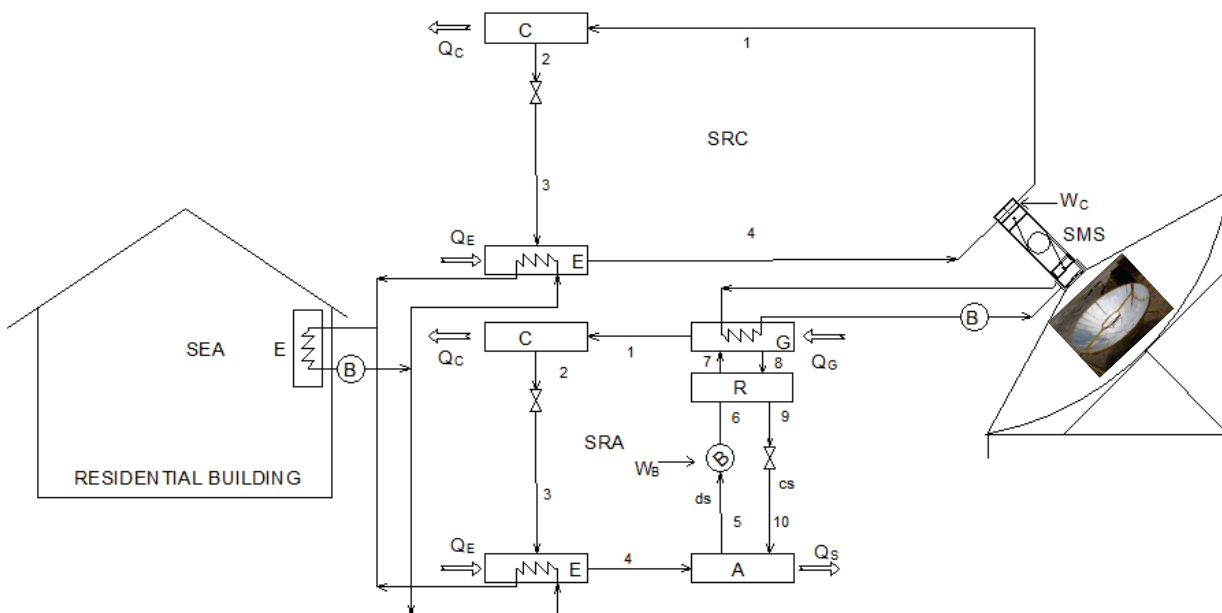 C
1
QC
2
SRC
3
WC
QE
4
SMS
E
SEA
E
B
B
C
G
QC
1
QG
2
7
8
R
6
9
SRA
WB
B
RESIDENTIAL BUILDING
3
ds
cs
5
10
QE
4
QS
E
A